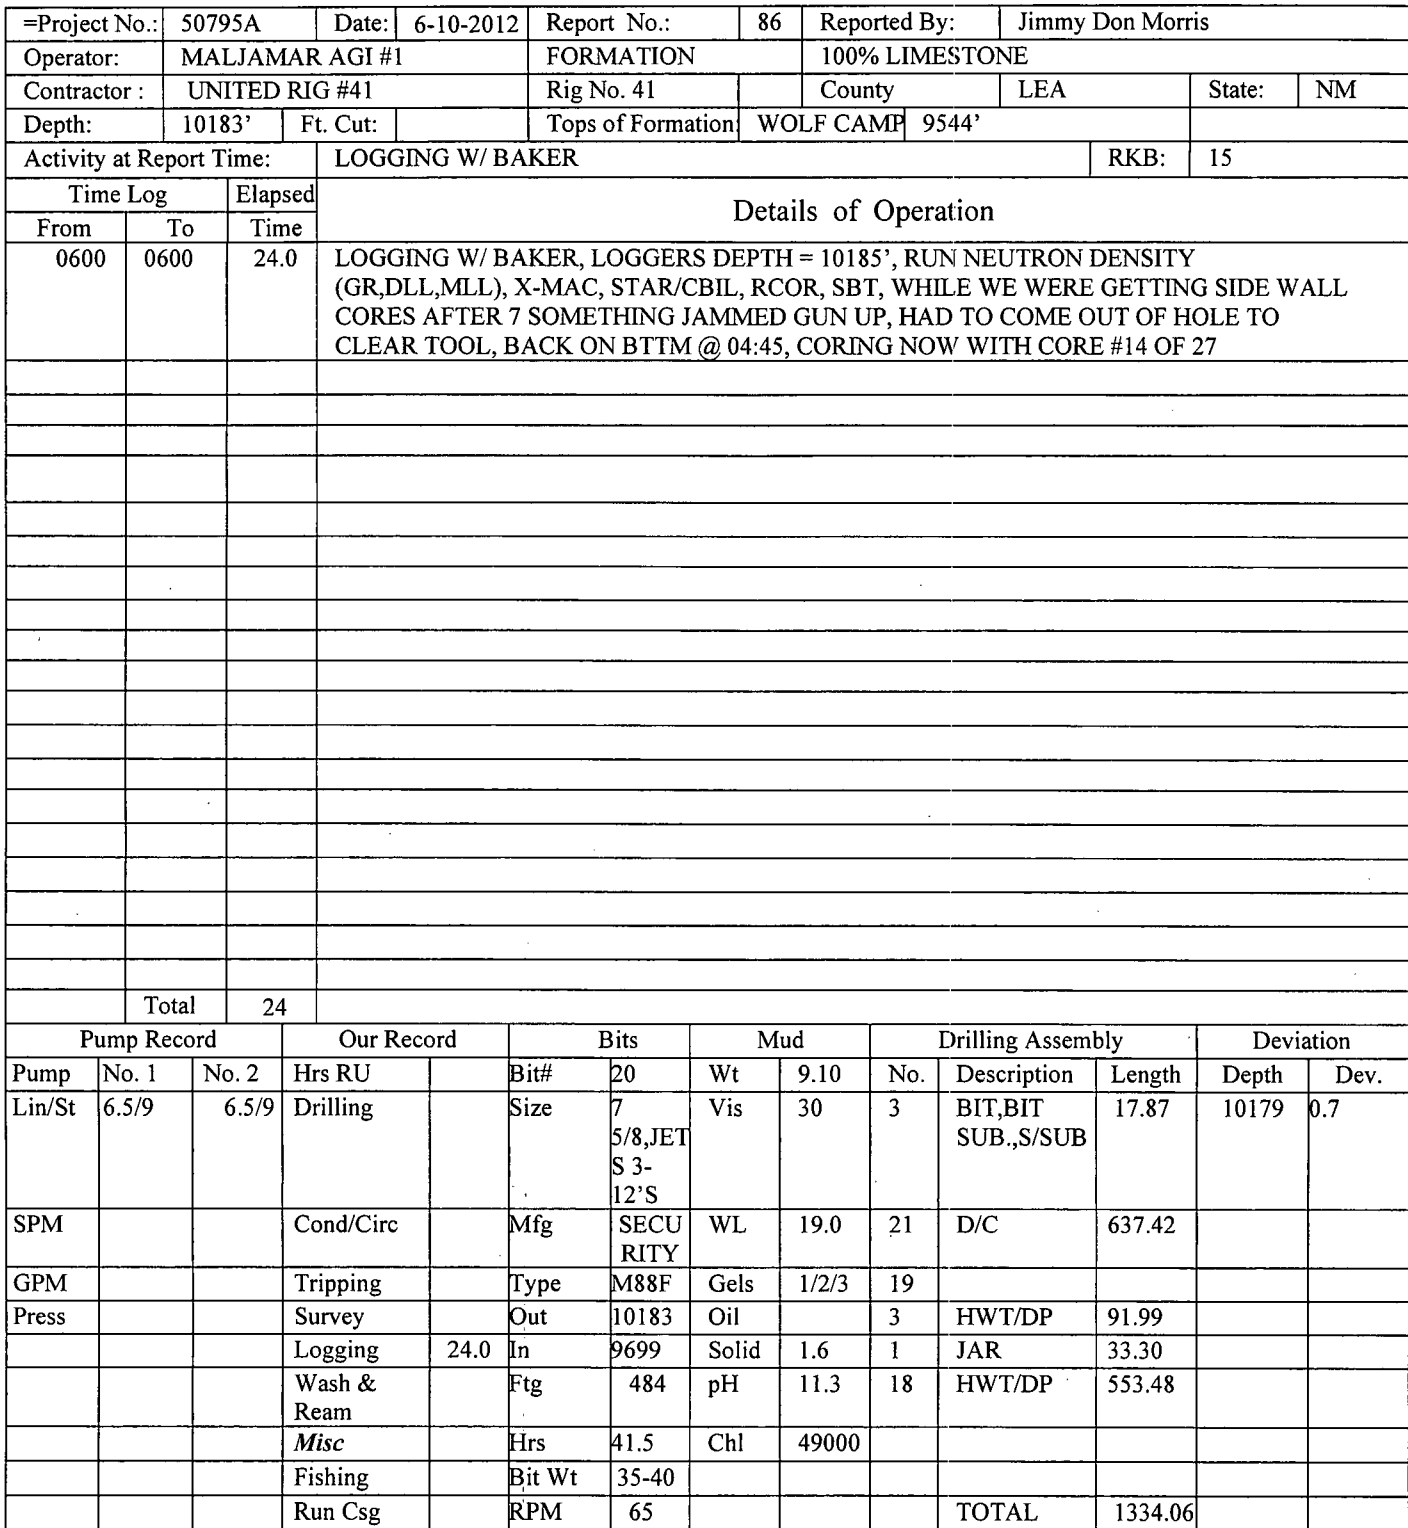 =Project No.: 50795A Date: 6-10-2012 Report No.: 86 Reported By: Jimmy Don Morris
Operator: MALJAMAR AGI #1 FORMATION 100% LIMESTONE
Contractor : UNITED RIG #41 Rig No. 41 County LEA State: NM
Depth: 10183' Ft. Cut: Tops of Formation: WOLF CAMP 9544'
Activity at Report Time: LOGGING W/ BAKER RKB: 15
Time Log Elapsed Details of Operation
From To Time
0600 0600 24.0 LOGGING W/ BAKER, LOGGERS DEPTH = 10185', RUN NEUTRON DENSITY
(GR,DLL,MLL), X-MAC, STAR/CBIL, RCOR, SBT, WHILE WE WERE GETTING SIDE WALL
CORES AFTER 7 SOMETHING JAMMED GUN UP, HAD TO COME OUT OF HOLE TO
CLEAR TOOL, BACK ON BTTM @ 04:45, CORING NOW WITH CORE #14 OF 27
Total 24
Pump Record Our Record Bits Mud Drilling Assembly Deviation
Pump No. 1 No. 2 Hrs RU Bit# 20 Wt 9.10 No. Description Length Depth Dev.
Lin/St 6.5/9 6.5/9 Drilling Size 7 Vis 30 3 BIT,BIT 17.87 10179 0.7
5/8,JET SUB.,S/SUB
S 3-
12'S
SPM Cond/Circ Mfg SECU WL 19.0 21 D/C 637.42
RITY
GPM Tripping Type M88F Gels 1/2/3 19
Press Survey Out 10183 Oil 3 HWT/DP 91.99
Logging 24.0 In 9699 Solid 1.6 1 JAR 33.30
Wash & Ftg 484 pH 11.3 18 HWT/DP 553.48
Ream
Misc Hrs 41.5 Chl 49000
Fishing Bit Wt 35-40
Run Csg RPM 65 TOTAL 1334.06